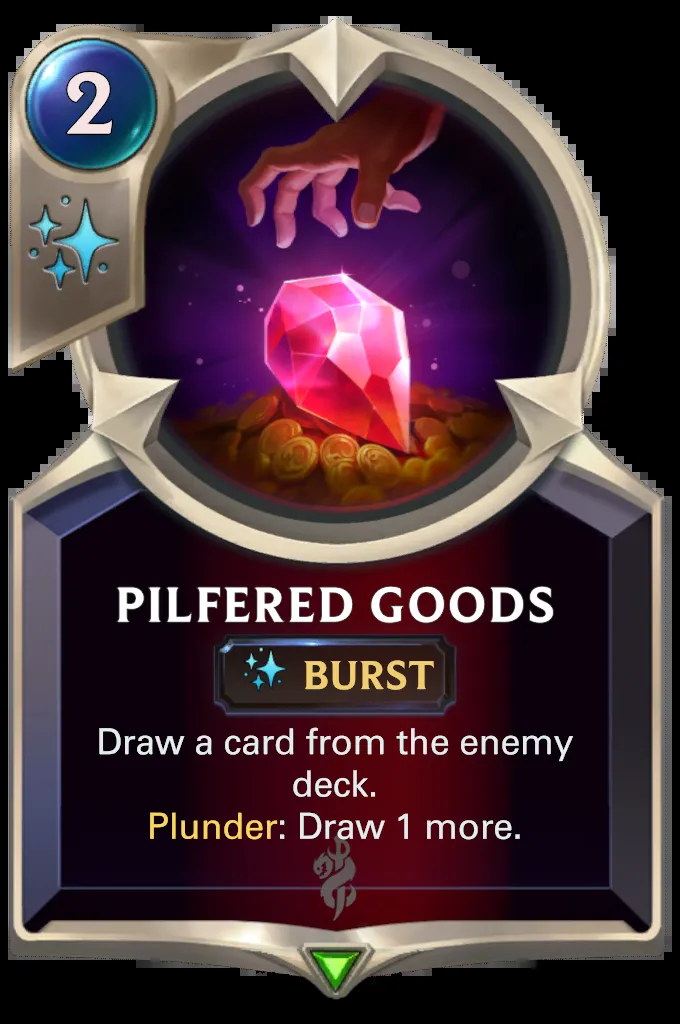 2
PILFERED GOODS
BURST
Draw a card from the enemy
deck.
Plunder: Draw 1 more.